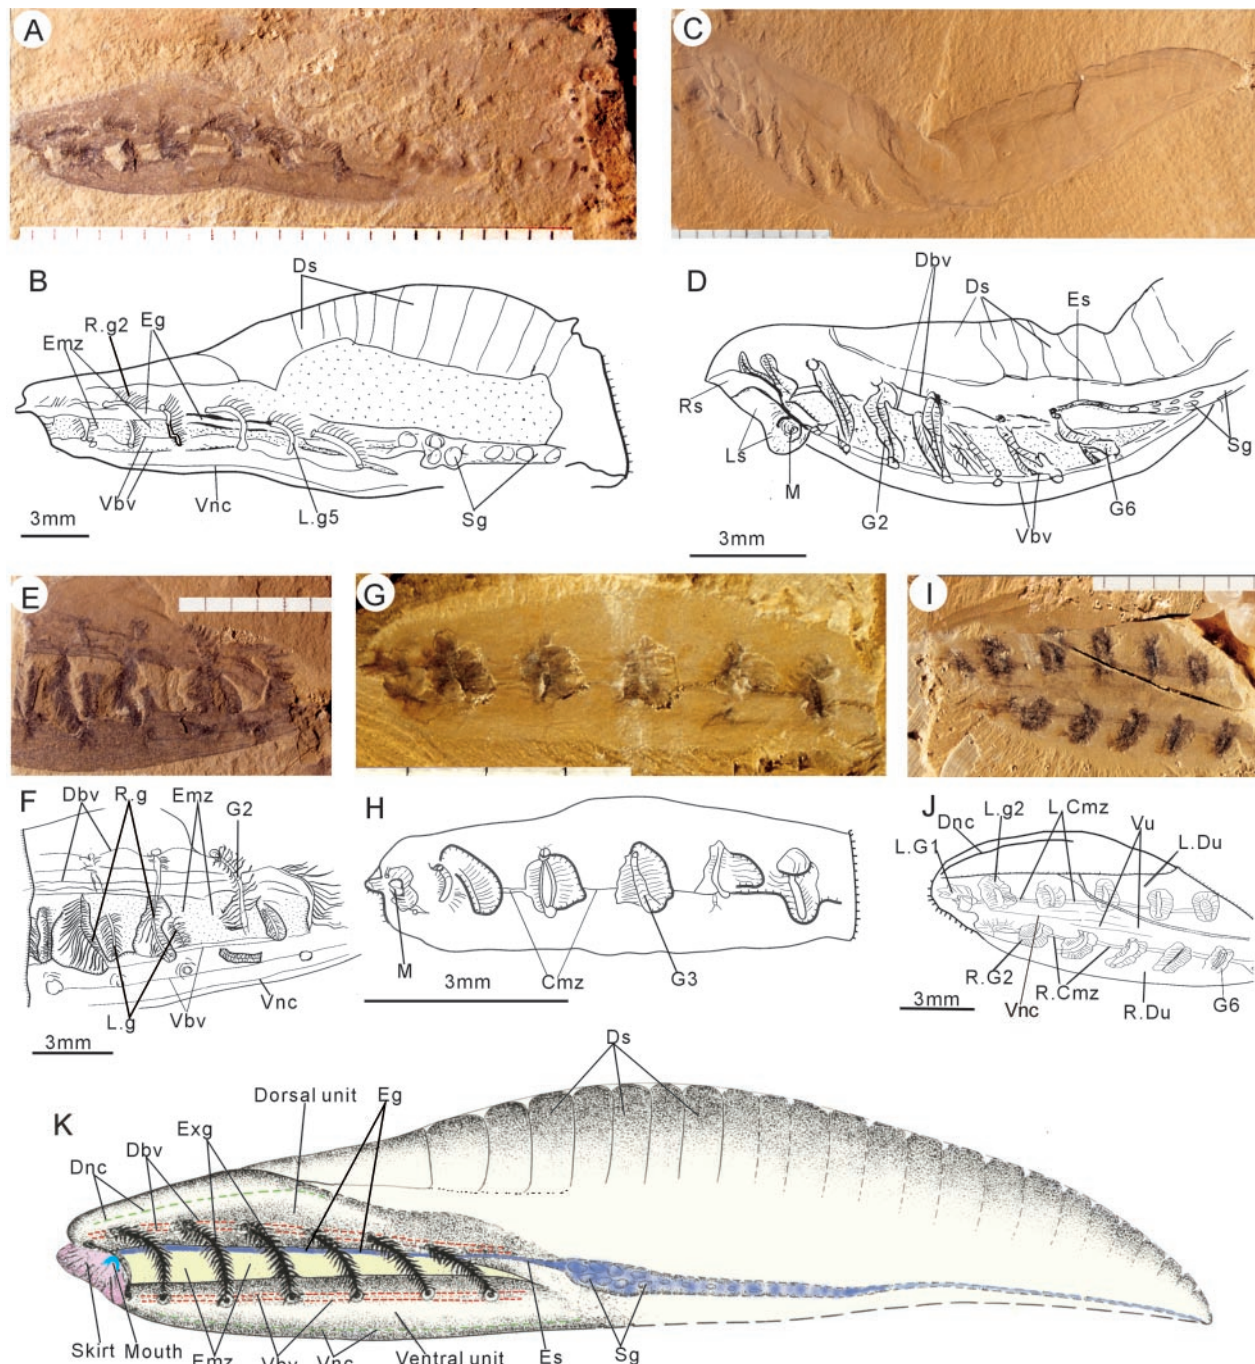 A
C
B
Ds
R.g2
Eg
Emz
Vbv
Vnc
L.g5
Sg
3mm
D
Dbv
Ds
Es
Rs
Ls
M
G2
Vbv
G6
Sg
3mm
E
G
I
F
Dbv
R.g
Emz
G2
L.g
Vbv
Vnc
3mm
H
M
3mm
Cmz
G3
J
L.g2
L.Cmz
Dnc
Vu
L.G1
L.Du
R.G2
R.Cmz
Vnc
R.Du
G6
3mm
K
Ds
Dorsal unit
Eg
Exg
Dbv
Dnc
Skirt
Mouth
Emz
Vbv
Vnc
Ventral unit
Es
Sg